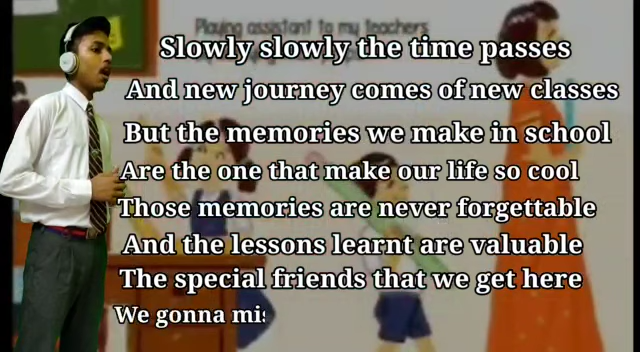 Playing assistant to my teachers
Slowly slowly the time passes
And new journey comes of new classes
But the memories we make in school
Are the one that make our life so cool
Those memories are never forgettable
And the lessons learnt are valuable
The special friends that we get here
We gonna mis